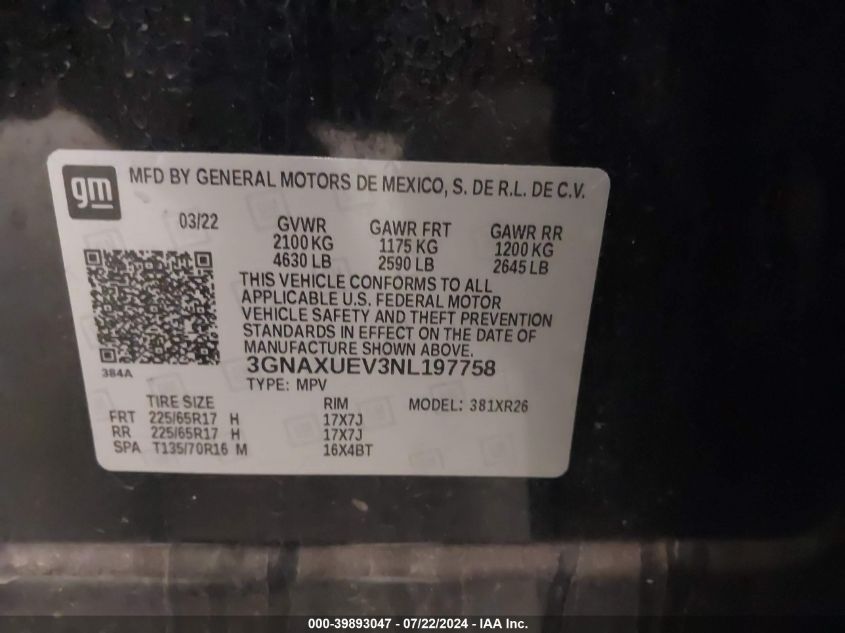 gm
MFD BY GENERAL MOTORS DE MEXICO, S. DE R.L. DE C.V.
03/22 GVWR GAWR FRT GAWR RR
2100 KG 1175 KG 1200 KG
4630 LB 2590 LB 2645 LB
THIS VEHICLE CONFORMS TO ALL
APPLICABLE U.S. FEDERAL MOTOR
VEHICLE SAFETY AND THEFT PREVENTION
STANDARDS IN EFFECT ON THE DATE OF
MANUFACTURE SHOWN ABOVE.
384A
3GNAXUEV3NL197758
TYPE: MPV
TIRE SIZE RIM MODEL: 381XR26
FRT 225/65R17 H 17X7J
RR 225/65R17 H 17X7J
SPA T135/70R16 M 16X4BT
000-39893047 - 07/22/2024 - IAA Inc.